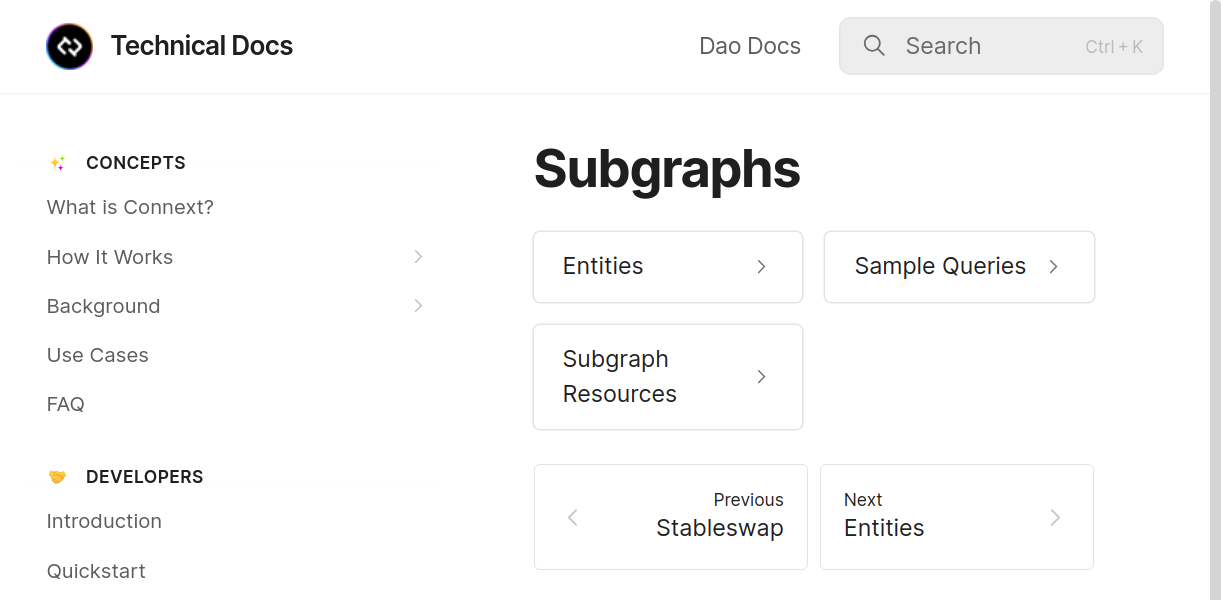 Technical Docs
Dao Docs
Search
Ctrl + K
CONCEPTS
What is Connext?
How It Works
Background
Use Cases
FAQ
DEVELOPERS
Introduction
Quickstart
Subgraphs
Entities
Sample Queries
Subgraph
Resources
Previous
Stableswap
Next
Entities